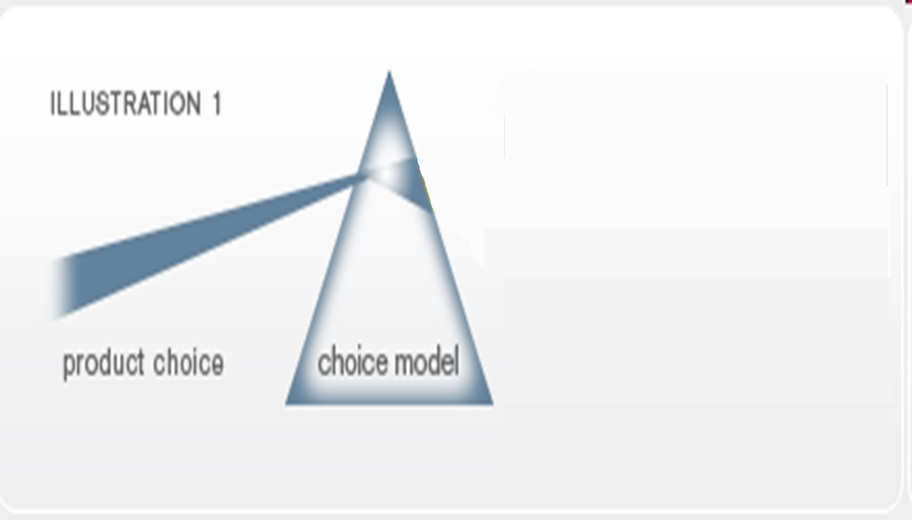 ILLUSTRATION 1
product choice
choice model